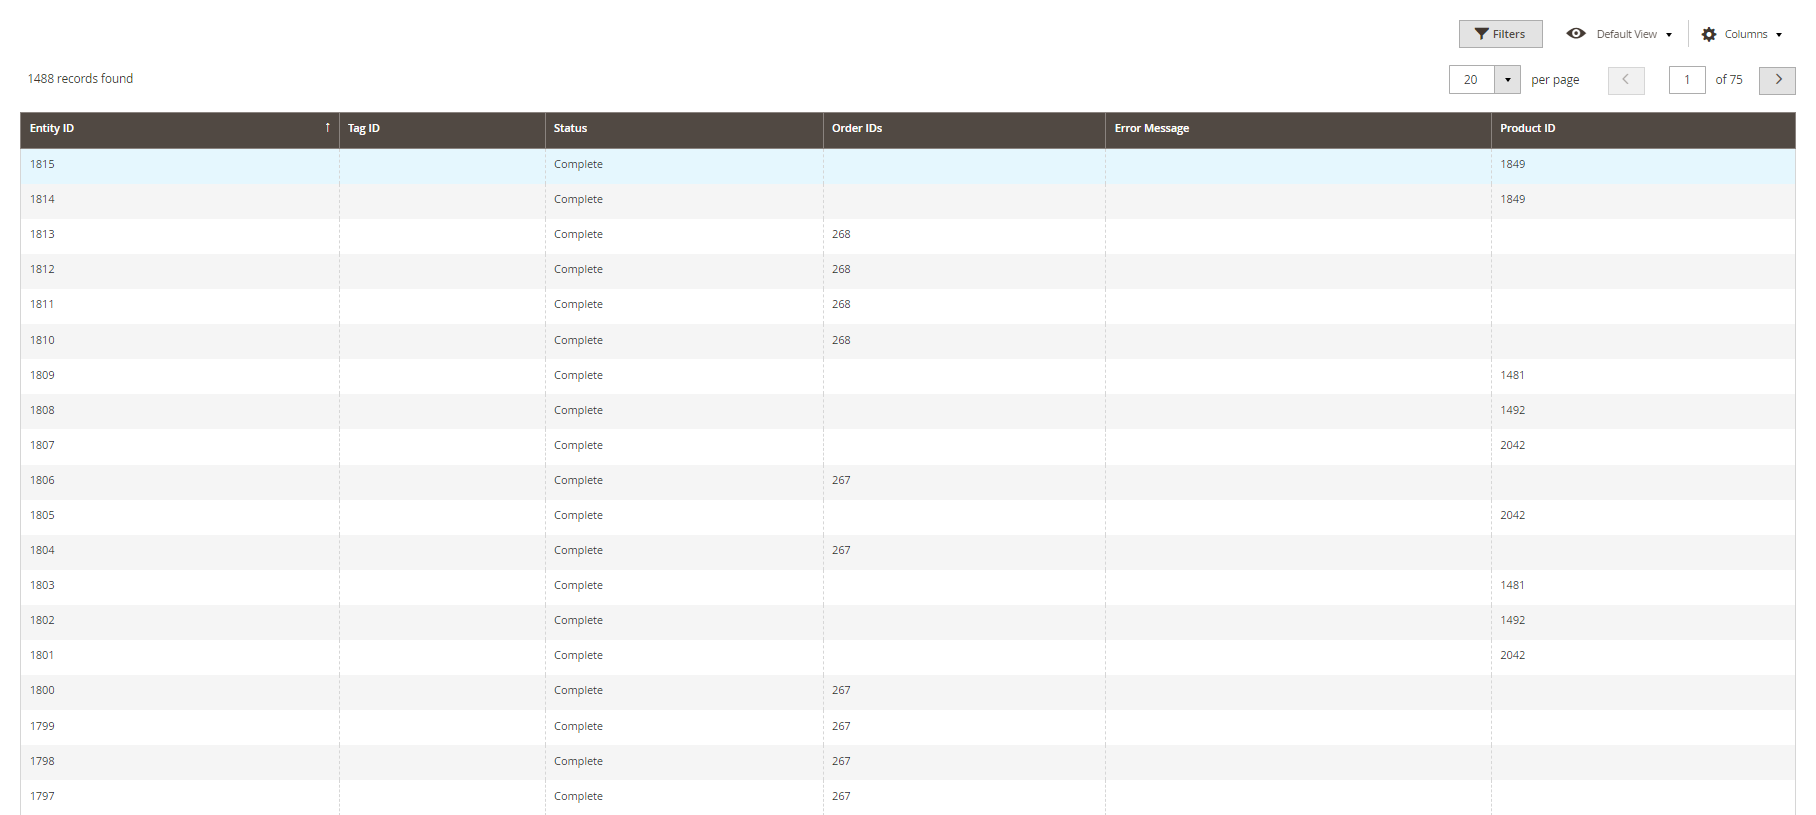 Filters Default View Columns
1488 records found 20 per page 1 of 75
Entity ID ↑ Tag ID Status Order IDs Error Message Product ID
1815 Complete 1849
1814 Complete 1849
1813 Complete 268
1812 Complete 268
1811 Complete 268
1810 Complete 268
1809 Complete 1481
1808 Complete 1492
1807 Complete 2042
1806 Complete 267
1805 Complete 2042
1804 Complete 267
1803 Complete 1481
1802 Complete 1492
1801 Complete 2042
1800 Complete 267
1799 Complete 267
1798 Complete 267
1797 Complete 267